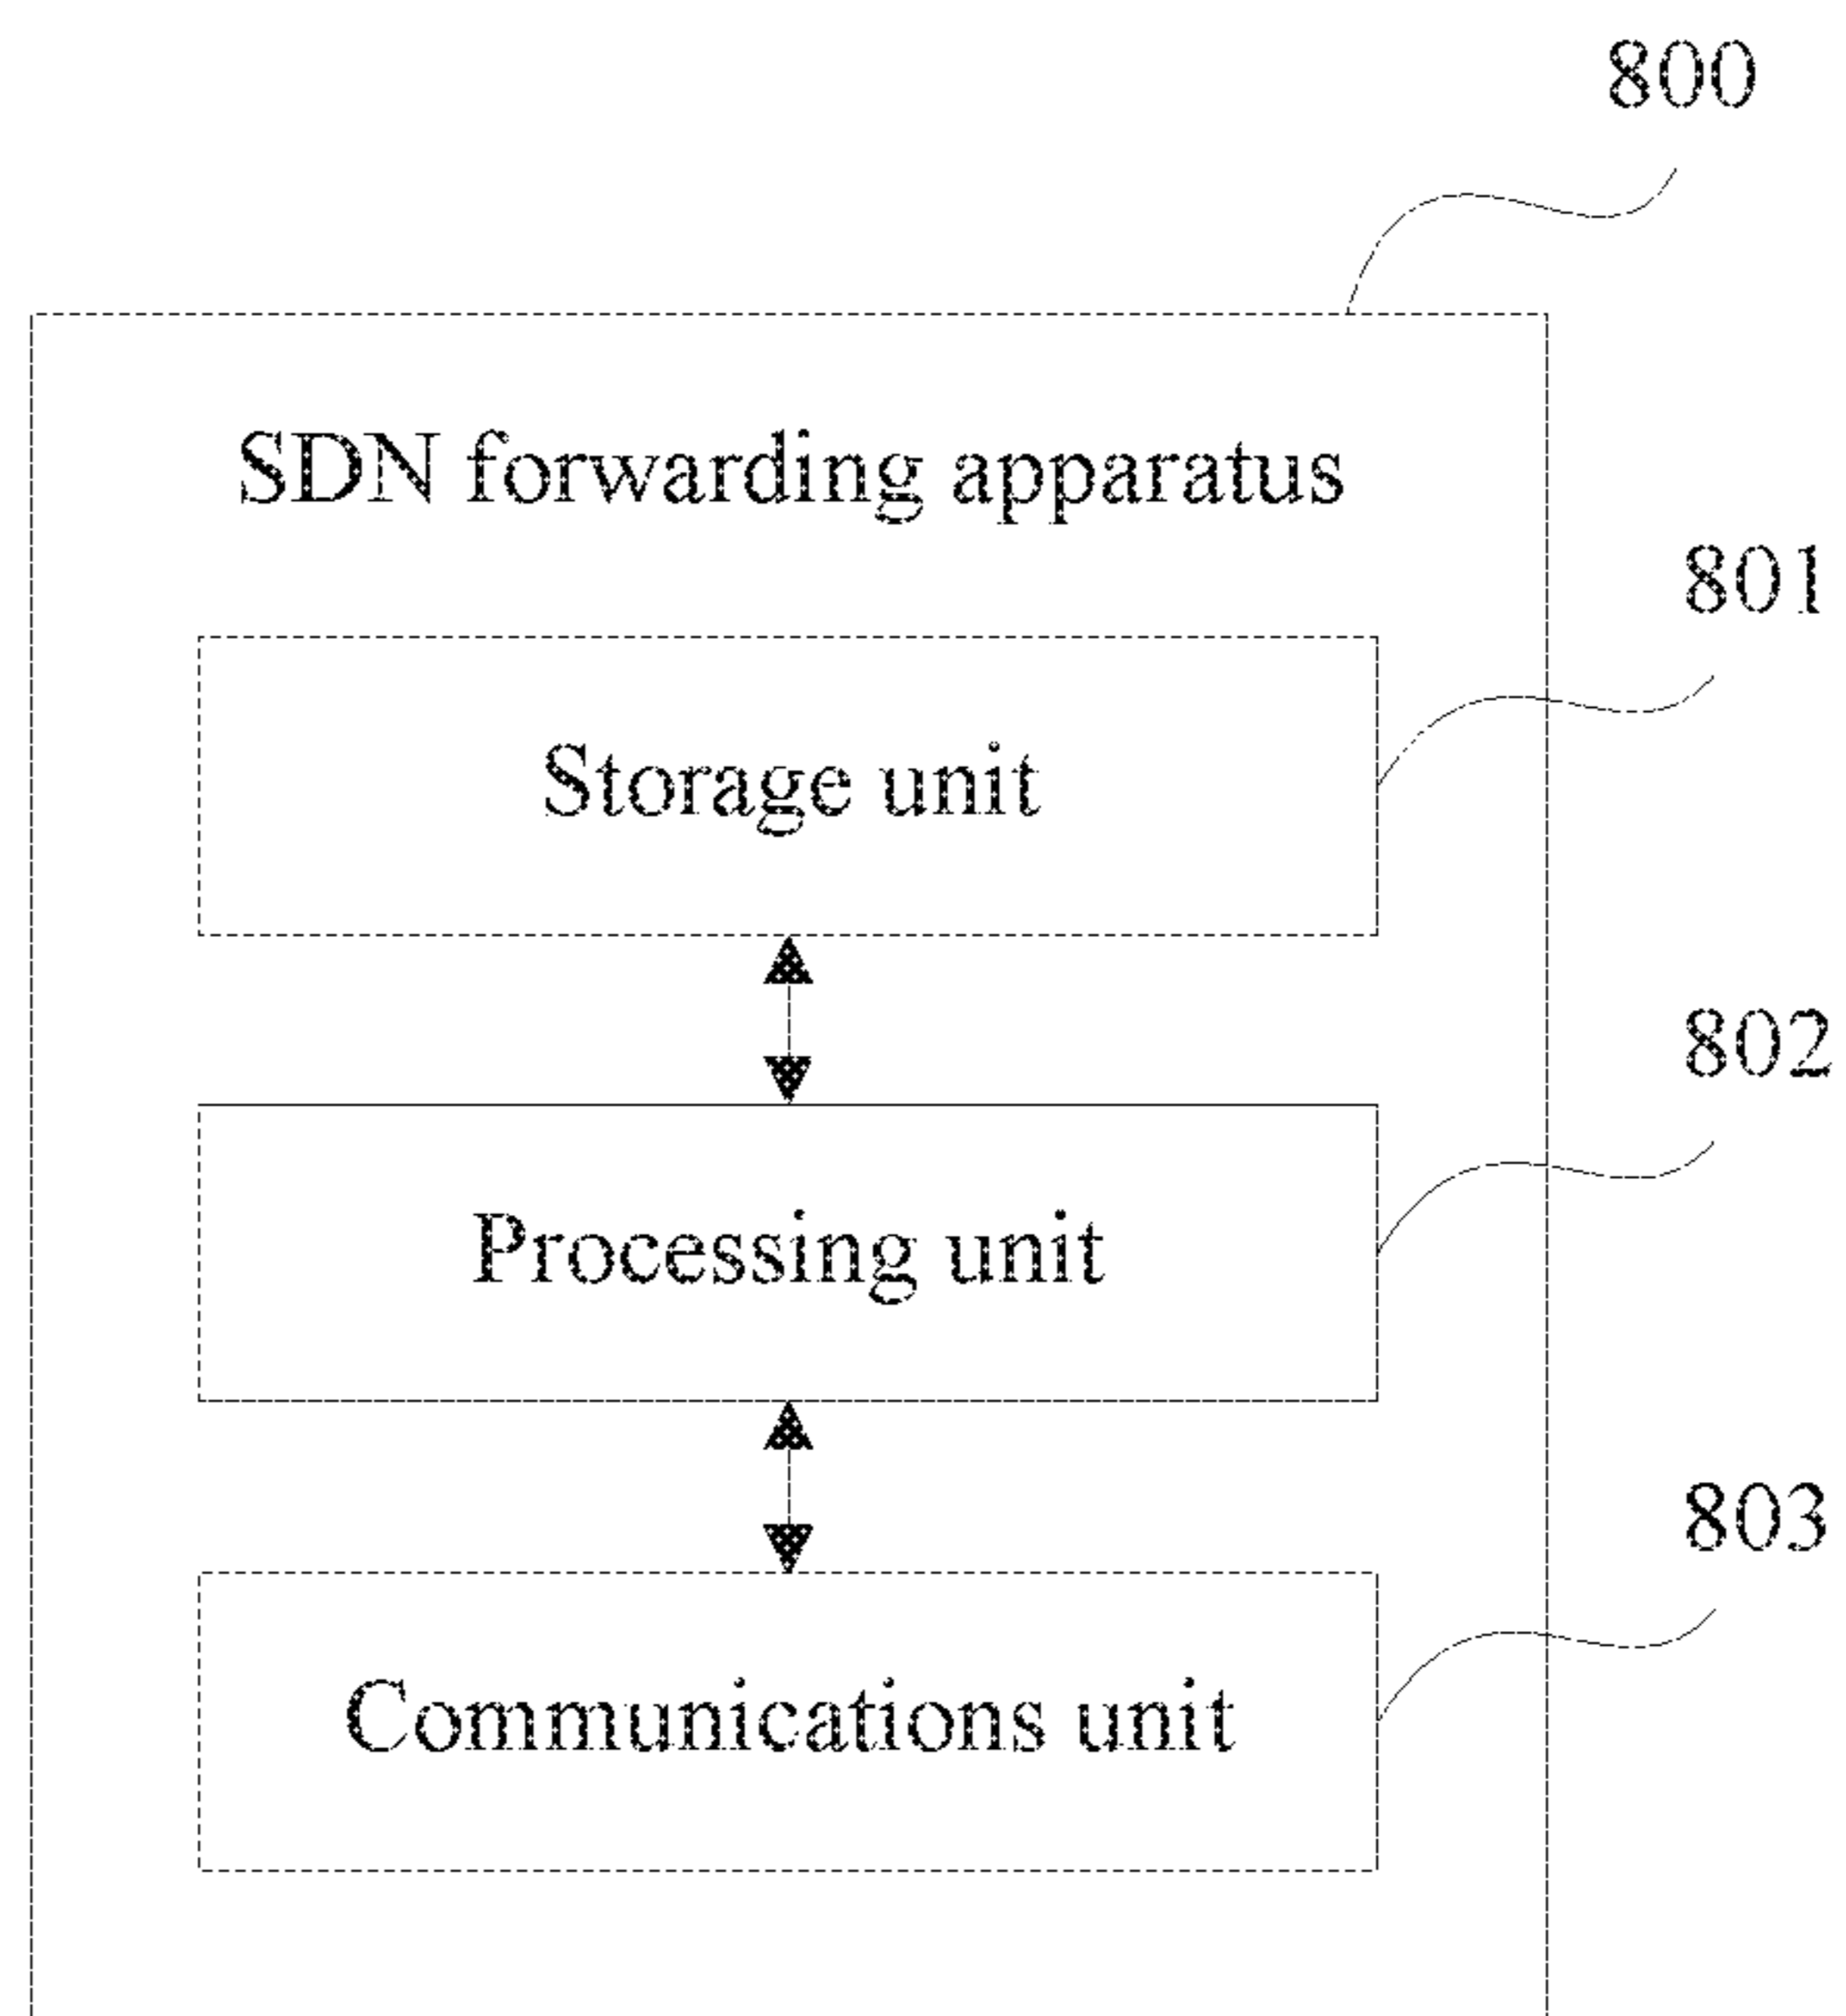 800
SDN forwarding apparatus
801
Storage unit
802
Processing unit
803
Communications unit